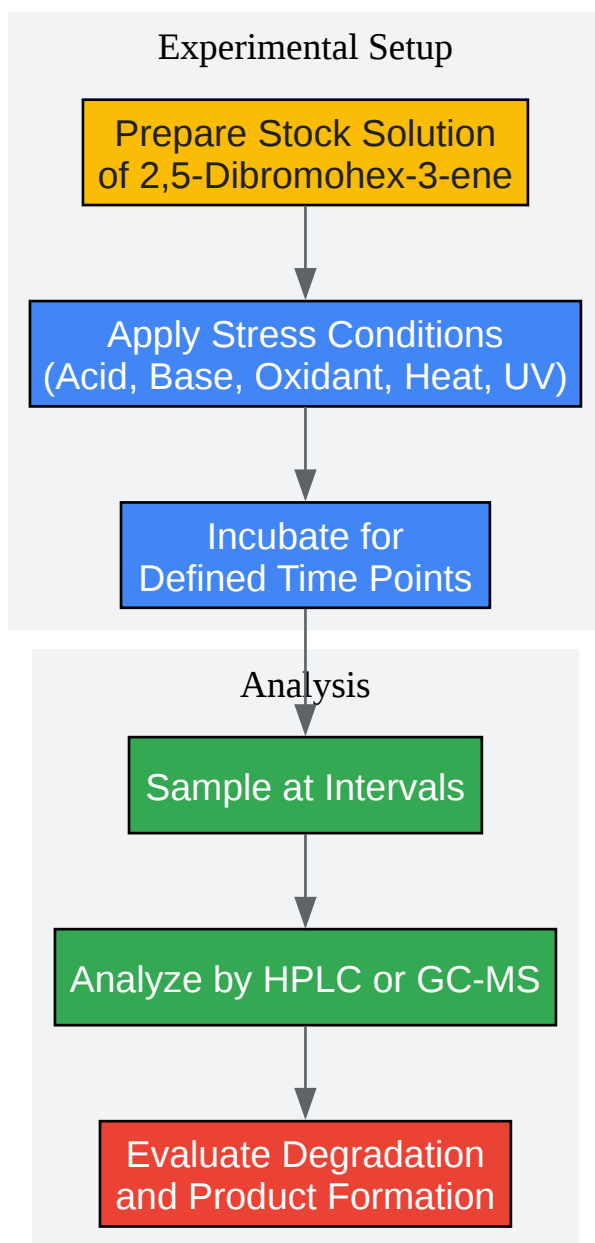 Experimental Setup
Prepare Stock Solution
of 2,5-Dibromohex-3-ene
Apply Stress Conditions
(Acid, Base, Oxidant, Heat, UV)
Incubate for
Defined Time Points
Analysis
Sample at Intervals
Analyze by HPLC or GC-MS
Evaluate Degradation
and Product Formation